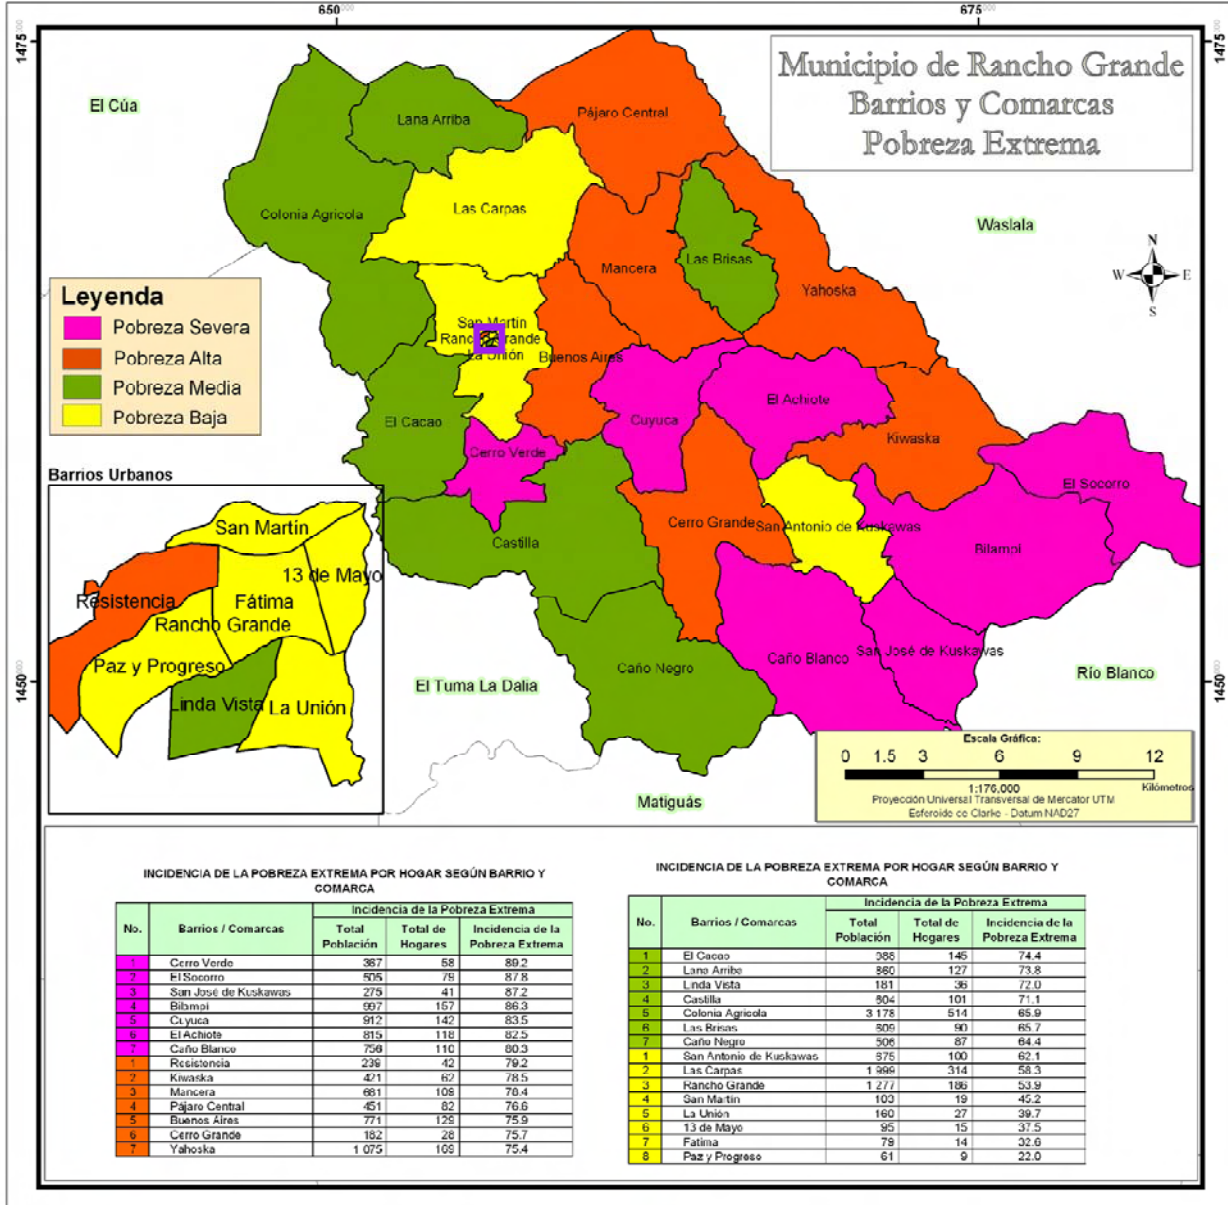 650000
675000
1475000
1475000
Municipio de Rancho Grande
Barrios y Comarcas
Pobreza Extrema
El Cúa
Lana Arriba
Pájaro Central
Colonia Agricola
Las Carpas
Waslala
N
W E
S
Mancera
Las Brisas
Yahoska
Leyenda
Pobreza Severa
Pobreza Alta
Pobreza Media
Pobreza Baja
San Martín
Rancho Grande
La Unión
Buenos Aires
El Cacao
Cuyuca
El Achiote
Kiwaska
Cerro Verde
El Socorro
Cerro Grande
San Antonio de Kuskawas
Castilla
Bilampi
Barrios Urbanos
San Martín
13 de Mayo
Resistencia
Fátima
Rancho Grande
Paz y Progreso
Linda Vista
La Unión
Caño Negro
Caño Blanco
San José de Kuskawas
El Tuma La Dalia
Río Blanco
1450000
1450000
Matiguás
Escala Gráfica:
0 1.5 3 6 9 12
Kilómetros
1:176,000
Proyección Universal Transversal de Mercator UTM
Esferoide de Clarke - Datum NAD27
INCIDENCIA DE LA POBREZA EXTREMA POR HOGAR SEGÚN BARRIO Y
COMARCA
No. Barrios / Comarcas Incidencia de la Pobreza Extrema
Total Población Total de Hogares Incidencia de la Pobreza Extrema
1 Cerro Verde 367 58 89.2
2 El Socorro 505 79 87.8
3 San José de Kuskawas 275 41 87.2
4 Bilampi 997 157 86.3
5 Cuyuca 912 142 83.5
6 El Achiote 815 118 82.5
7 Caño Blanco 756 110 80.3
1 Resistencia 239 42 79.2
2 Kiwaska 421 62 78.5
3 Mancera 661 109 78.4
4 Pájaro Central 451 82 76.6
5 Buenos Aires 771 129 75.9
6 Cerro Grande 182 28 75.7
7 Yahoska 1 075 169 75.4
INCIDENCIA DE LA POBREZA EXTREMA POR HOGAR SEGÚN BARRIO Y
COMARCA
No. Barrios / Comarcas Incidencia de la Pobreza Extrema
Total Población Total de Hogares Incidencia de la Pobreza Extrema
1 El Cacao 145 74.4
2 Lana Arriba 860 127 73.8
3 Linda Vista 181 36 72.0
4 Castilla 604 101 71.1
5 Colonia Agricola 3 178 514 65.9
6 Las Brisas 609 90 65.7
7 Caño Negro 506 87 64.4
1 San Antonio de Kuskawas 675 100 62.1
2 Las Carpas 1 999 314 58.3
3 Rancho Grande 1 277 186 53.9
4 San Martín 103 19 45.2
5 La Unión 160 27 39.7
6 13 de Mayo 95 15 37.5
7 Fatima 79 14 32.6
8 Paz y Progreso 61 9 22.0